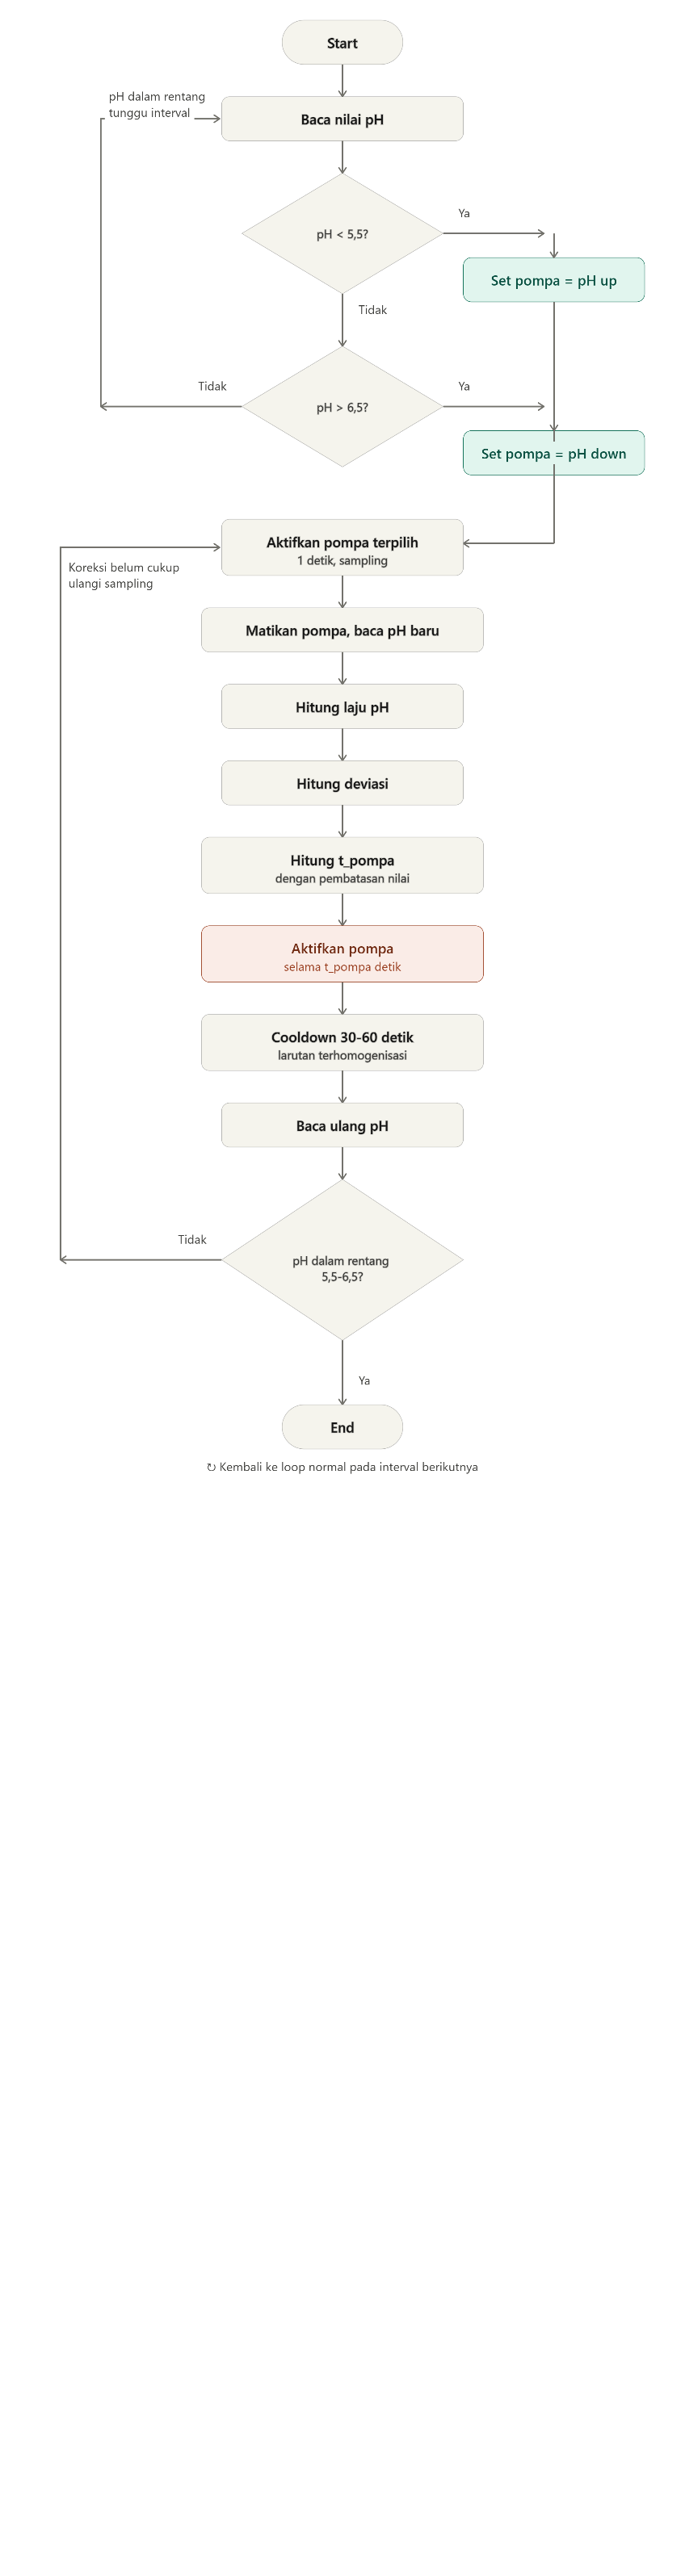 Start
pH dalam rentang
tunggu interval
Baca nilai pH
pH < 5,5?
Ya
Set pompa = pH up
Tidak
Tidak
pH > 6,5?
Ya
Set pompa = pH down
Aktifkan pompa terpilih
1 detik, sampling
Koreksi belum cukup
ulangi sampling
Matikan pompa, baca pH baru
Hitung laju pH
Hitung deviasi
Hitung t_pompa
dengan pembatasan nilai
Aktifkan pompa
selama t_pompa detik
Cooldown 30-60 detik
larutan terhomogenisasi
Baca ulang pH
Tidak
pH dalam rentang
5,5-6,5?
Ya
End
↻ Kembali ke loop normal pada interval berikutnya